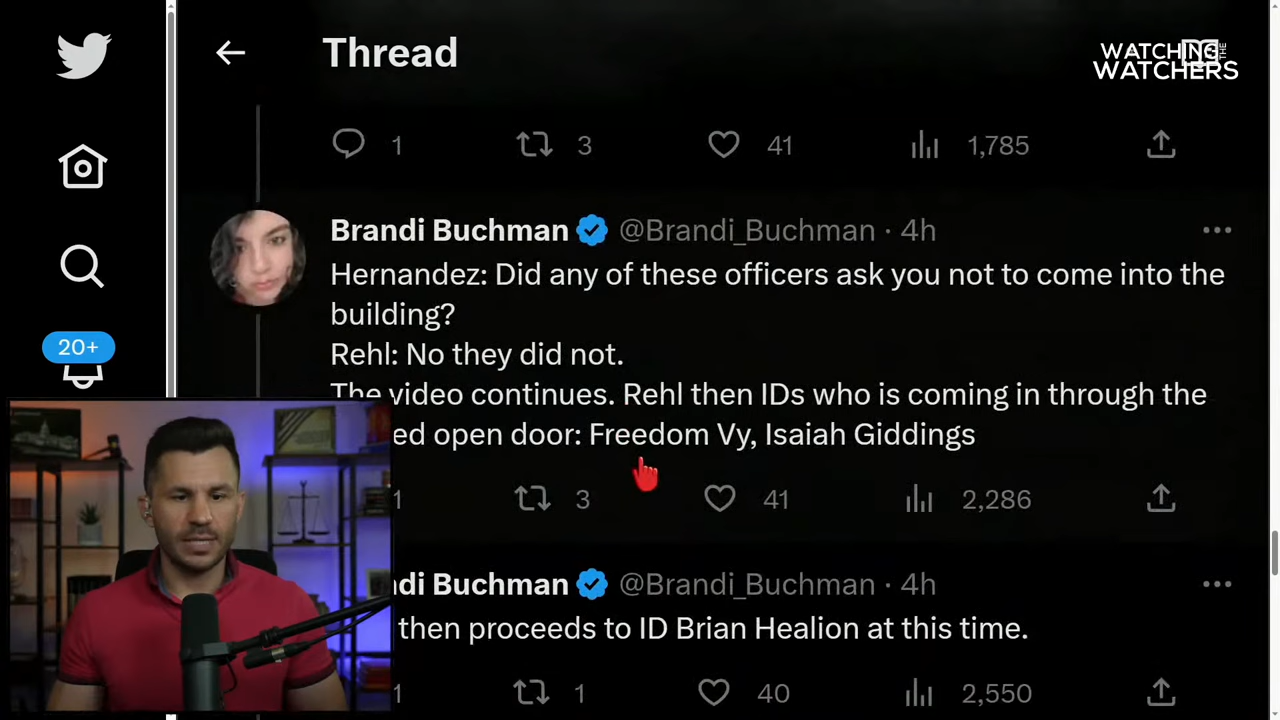 Thread
WATCHING THE
WATCHERS
1 3 41 1,785
Brandi Buchman @Brandi_Buchman · 4h
Hernandez: Did any of these officers ask you not to come into the
building?
Rehl: No they did not.
The video continues. Rehl then IDs who is coming in through the
ed open door: Freedom Vy, Isaiah Giddings
20+
1 3 41 2,286
di Buchman @Brandi_Buchman · 4h
then proceeds to ID Brian Healion at this time.
1 1 40 2,550